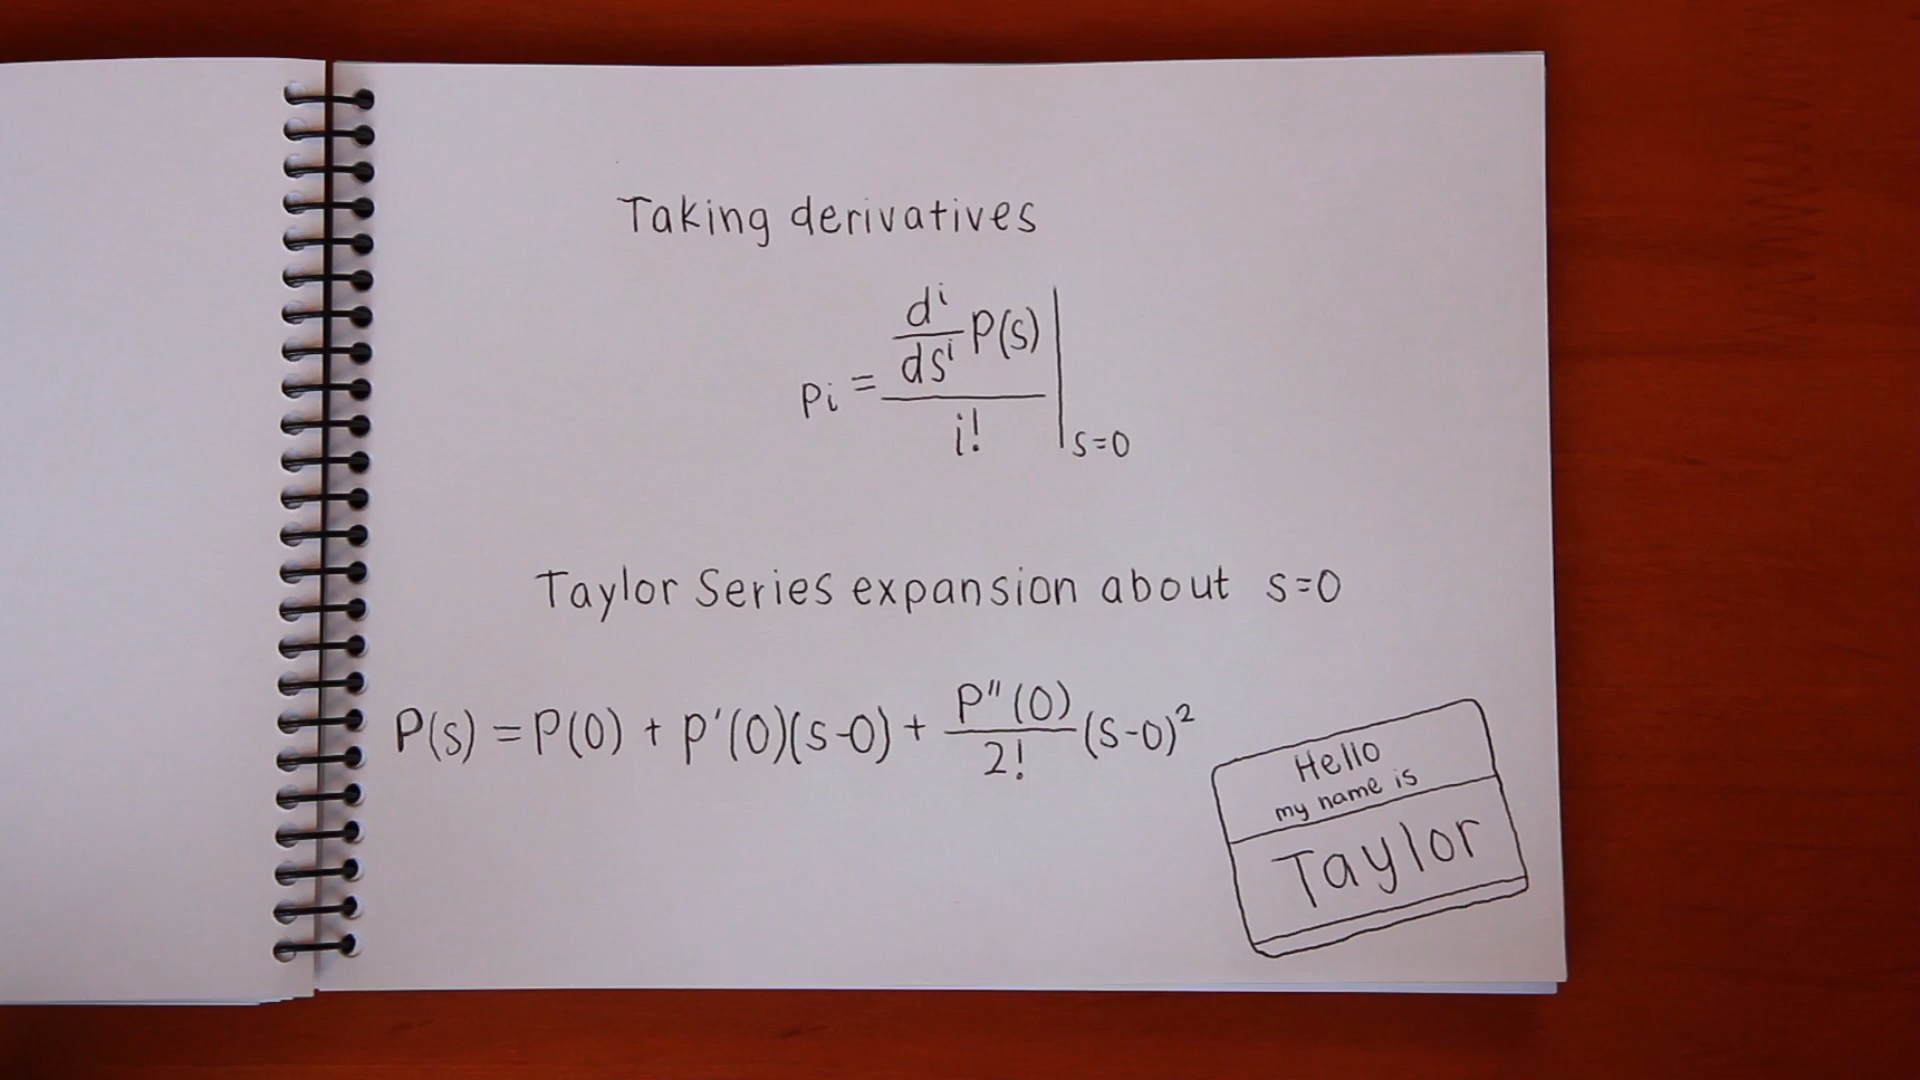 Taking derivatives
pi = d^i/ds^i P(s) / i! |s=0
Taylor Series expansion about s=0
P(s) = P(0) + P'(0)(s-0) + P''(0)/2! (s-0)²
Hello
my name is
Taylor